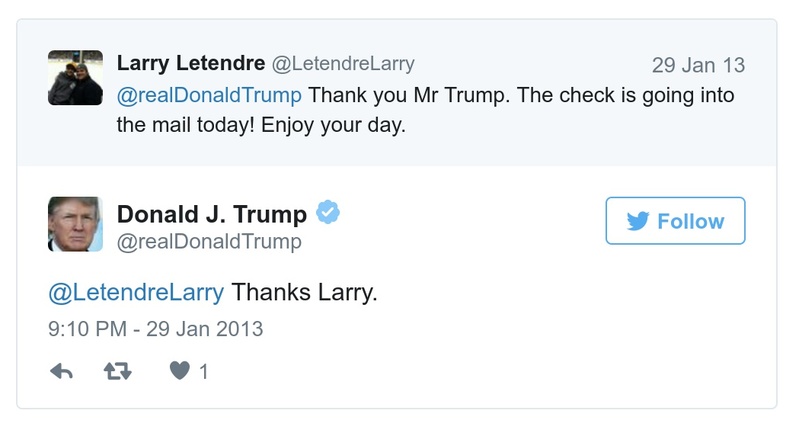 Larry Letendre @LetendreLarry 29 Jan 13
@realDonaldTrump Thank you Mr Trump. The check is going into
the mail today! Enjoy your day.
Donald J. Trump
@realDonaldTrump
Follow
@LetendreLarry Thanks Larry.
9:10 PM - 29 Jan 2013
1